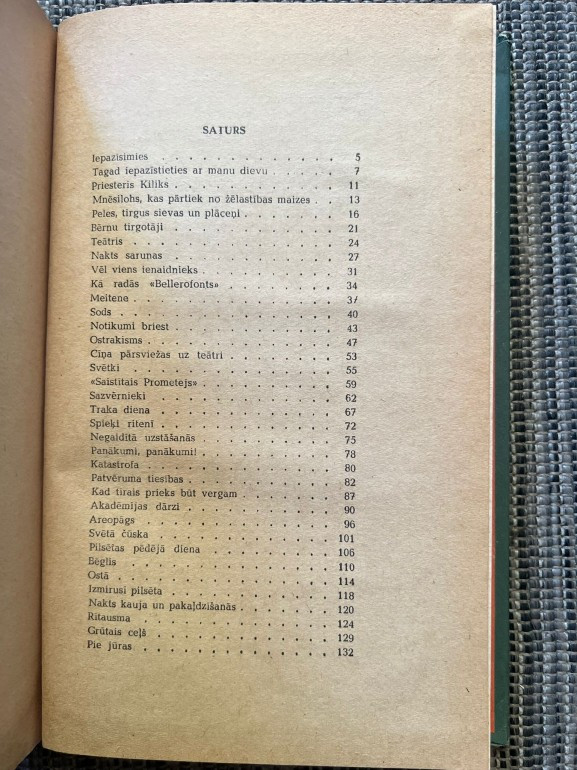 SATURS
Iepazīsimies . . . . . . . . . . . . . 5
Tagad iepazīstieties ar manu dievu . . . . . . 7
Priesteris Kiliks . . . . . . . . . . . . 11
Mnēsilohs, kas pārtiek no žēlastības maizes . . 13
Peles, tirgus sievas un plāceņi . . . . . . . 16
Bērnu tirgotāji . . . . . . . . . . . . 21
Teātris . . . . . . . . . . . . . . 24
Nakts sarunas . . . . . . . . . . . . 27
Vēl viens ienaidnieks . . . . . . . . . . 31
Kā radās «Bellerofonts» . . . . . . . . . 34
Meitene . . . . . . . . . . . . . . 37
Sods . . . . . . . . . . . . . . . 40
Notikumi briest . . . . . . . . . . . . 43
Ostrakisms . . . . . . . . . . . . . 47
Cīņa pārsviežas uz teātri . . . . . . . . . 53
Svētki . . . . . . . . . . . . . . 55
«Saistītais Prometejs» . . . . . . . . . . 59
Sazvērnieki . . . . . . . . . . . . . 62
Traka diena . . . . . . . . . . . . . 67
Spieķi ritenī . . . . . . . . . . . . . 72
Negaidītā uzstāšanās . . . . . . . . . . 75
Panākumi, panākumi! . . . . . . . . . . 78
Katastrofa . . . . . . . . . . . . . 80
Patvēruma tiesības . . . . . . . . . . . 82
Kad tīrais prieks būt vergam . . . . . . . . 87
Akadēmijas dārzi . . . . . . . . . . . 90
Areopāgs . . . . . . . . . . . . . . 96
Svētā čūska . . . . . . . . . . . . . 101
Pilsētas pēdējā diena . . . . . . . . . . 106
Bēglis . . . . . . . . . . . . . . 110
Ostā . . . . . . . . . . . . . . . 114
Izmirusī pilsēta . . . . . . . . . . . . 118
Nakts kauja un pakaļdzīšanās . . . . . . . 120
Rītausma . . . . . . . . . . . . . . 124
Grūtais ceļš . . . . . . . . . . . . . 129
Pie jūras . . . . . . . . . . . . . . 132